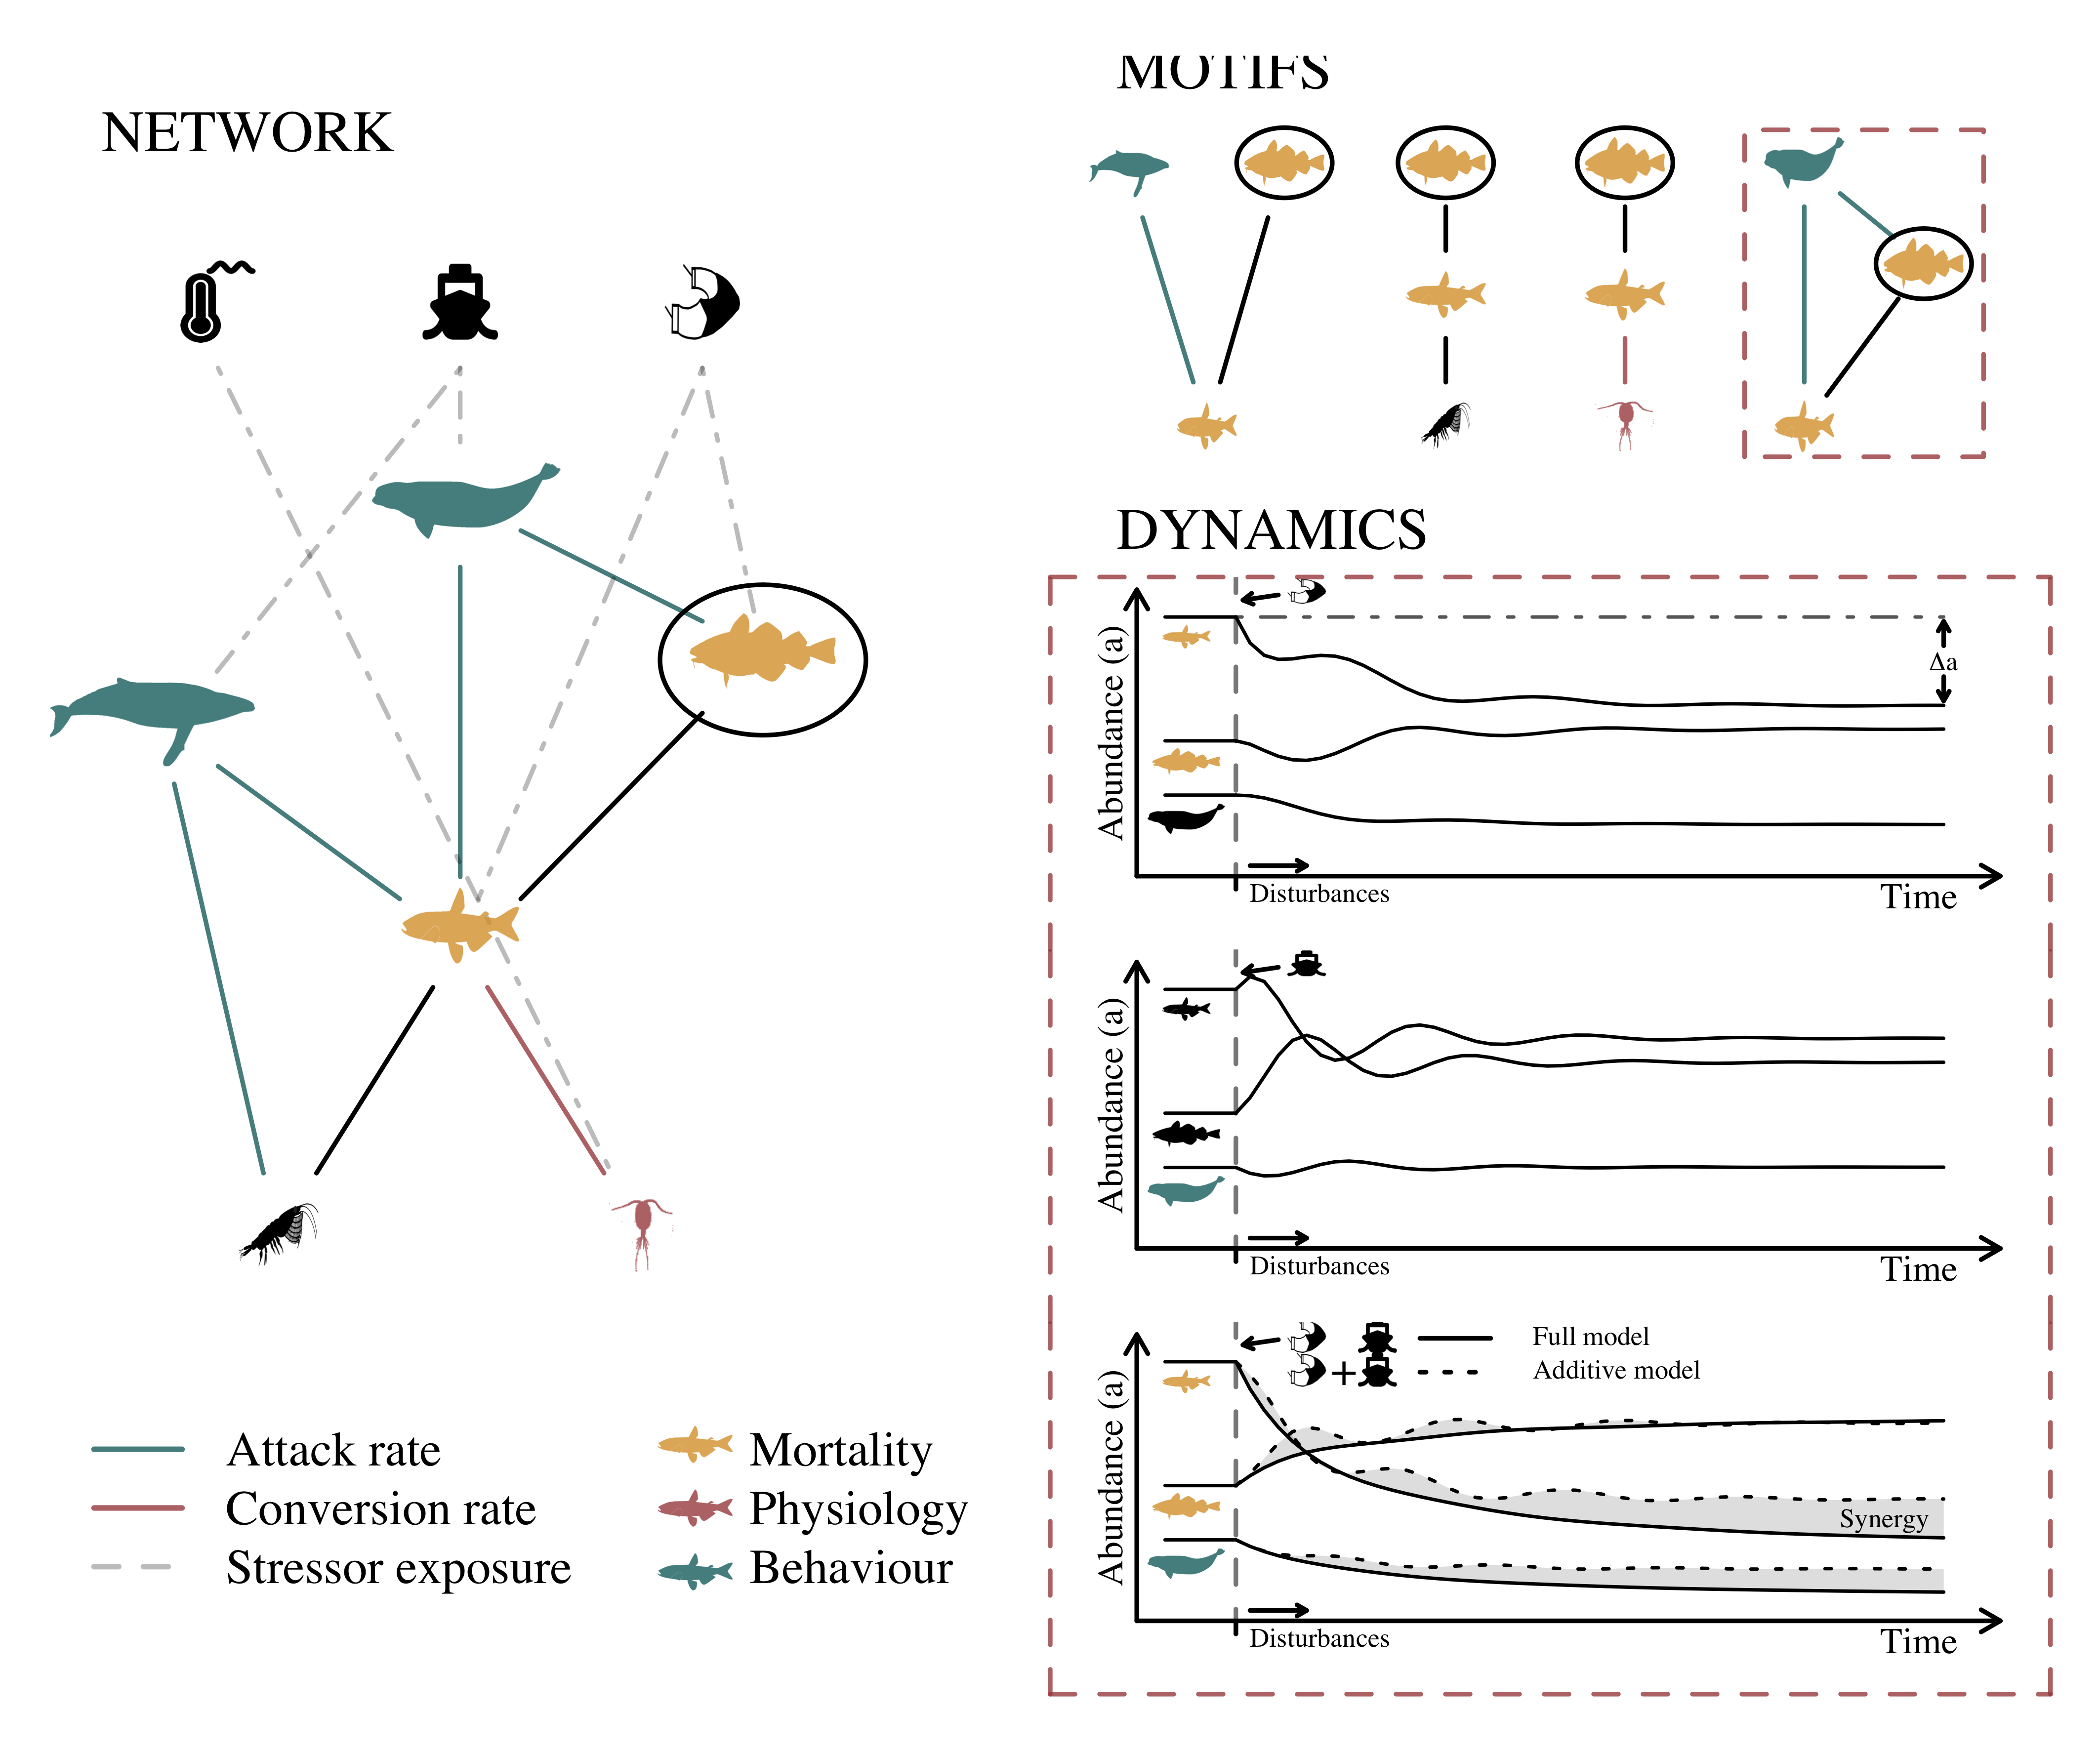 NETWORK
Attack rate
Conversion rate
Stressor exposure
Mortality
Physiology
Behaviour
MOTIFS
DYNAMICS
Abundance (a)
Δa
Disturbances
Time
Abundance (a)
Disturbances
Time
Full model
+
Additive model
Abundance (a)
Synergy
Disturbances
Time